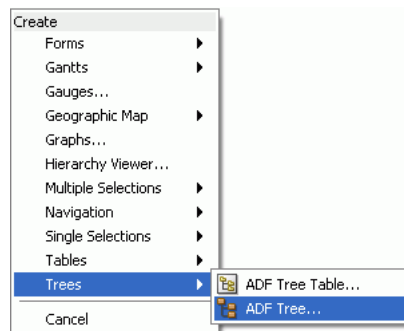 Create
Forms
Gantts
Gauges...
Geographic Map
Graphs...
Hierarchy Viewer...
Multiple Selections
Navigation
Single Selections
Tables
Trees
ADF Tree Table...
ADF Tree...
Cancel